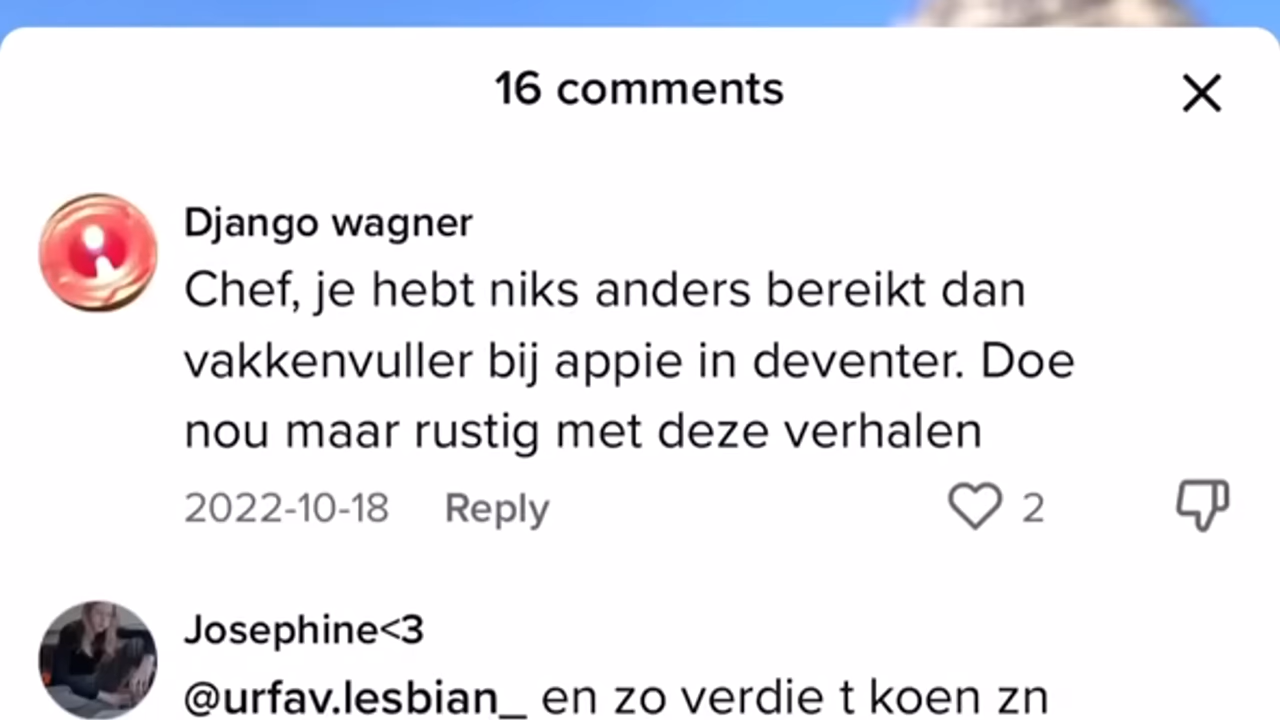 16 comments
Django wagner
Chef, je hebt niks anders bereikt dan
vakkenvuller bij appie in deventer. Doe
nou maar rustig met deze verhalen
2022-10-18 Reply 2
Josephine<3
@urfav.lesbian_ en zo verdie t koen zn